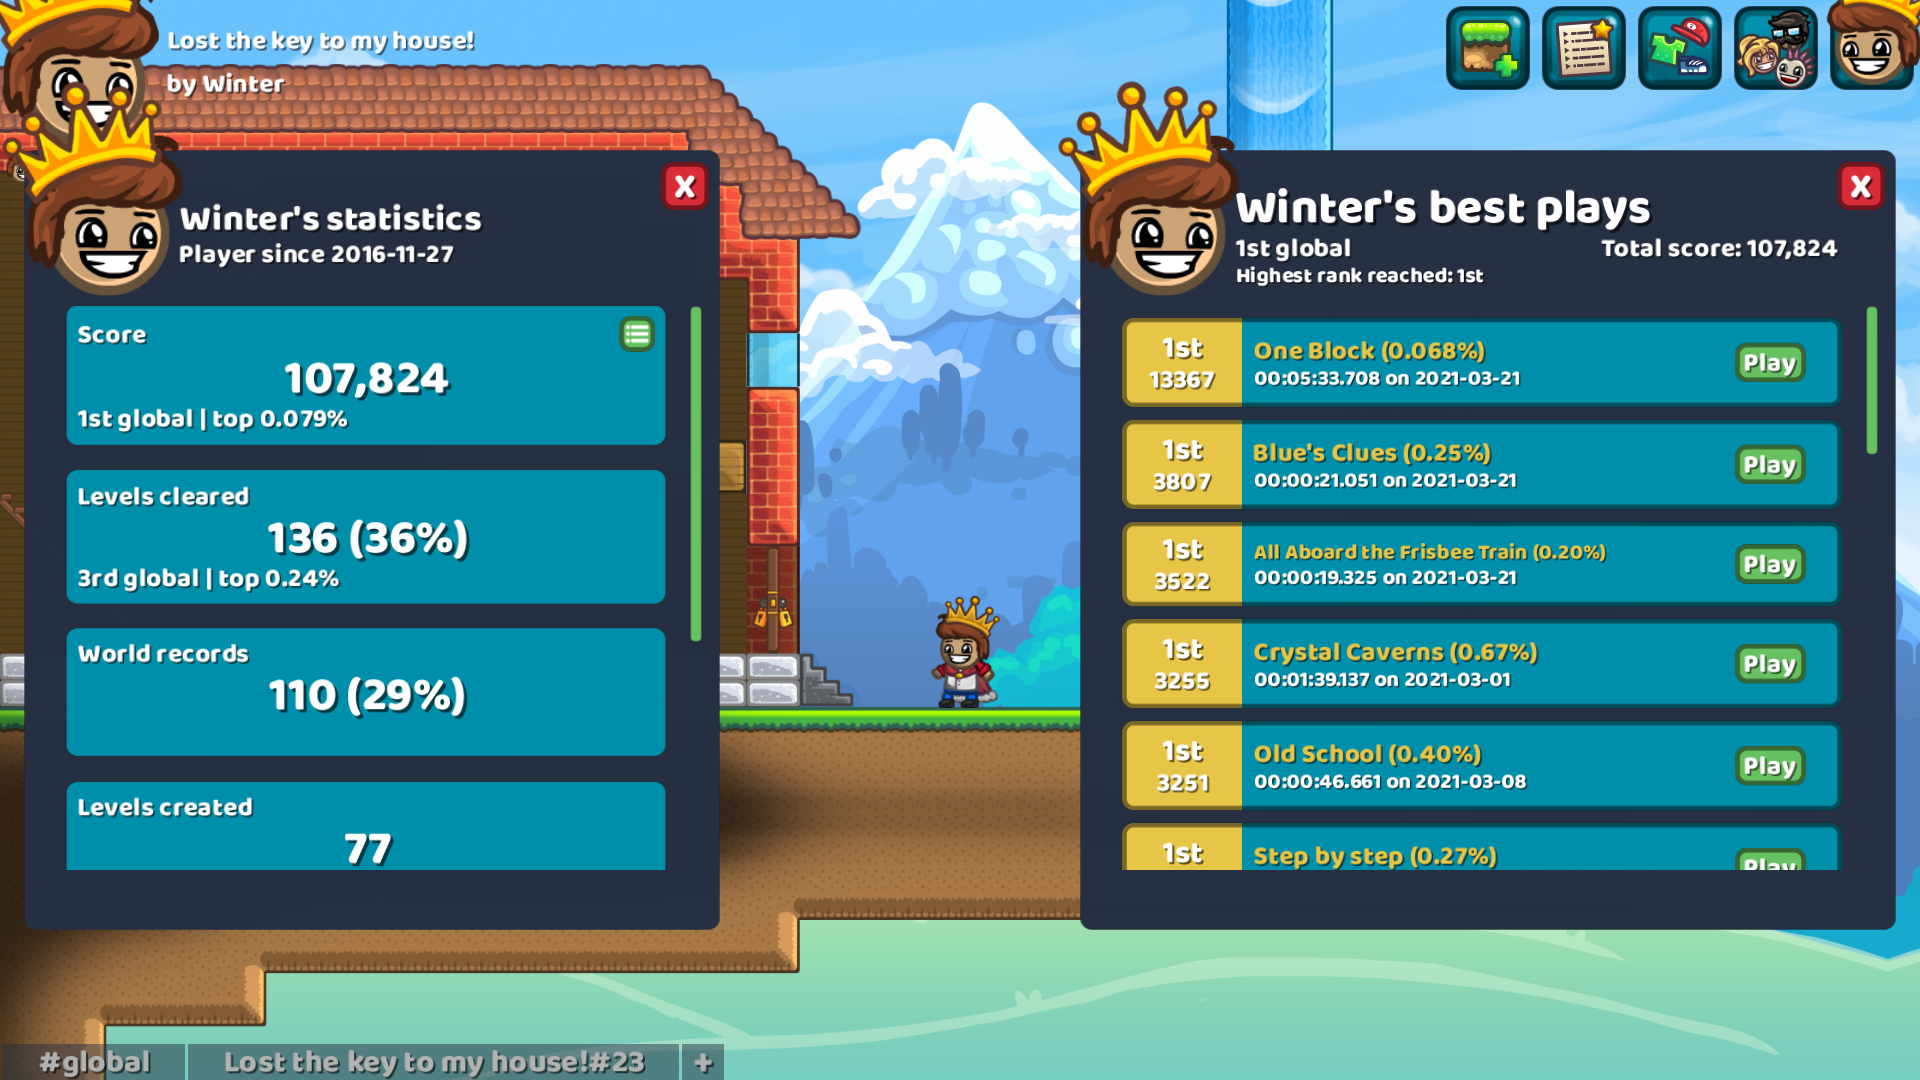 Lost the key to my house!
by Winter
Winter's statistics
Player since 2016-11-27
X
Score
107,824
1st global | top 0.079%
Levels cleared
136 (36%)
3rd global | top 0.24%
World records
110 (29%)
Levels created
77
Winter's best plays
1st global
Total score: 107,824
Highest rank reached: 1st
X
1st
13367
One Block (0.068%)
00:05:33.708 on 2021-03-21
Play
1st
3807
Blue's Clues (0.25%)
00:00:21.051 on 2021-03-21
Play
1st
3522
All Aboard the Frisbee Train (0.20%)
00:00:19.325 on 2021-03-21
Play
1st
3255
Crystal Caverns (0.67%)
00:01:39.137 on 2021-03-01
Play
1st
3251
Old School (0.40%)
00:00:46.661 on 2021-03-08
Play
1st
Step by step (0.27%)
Play
#global
Lost the key to my house!#23
+